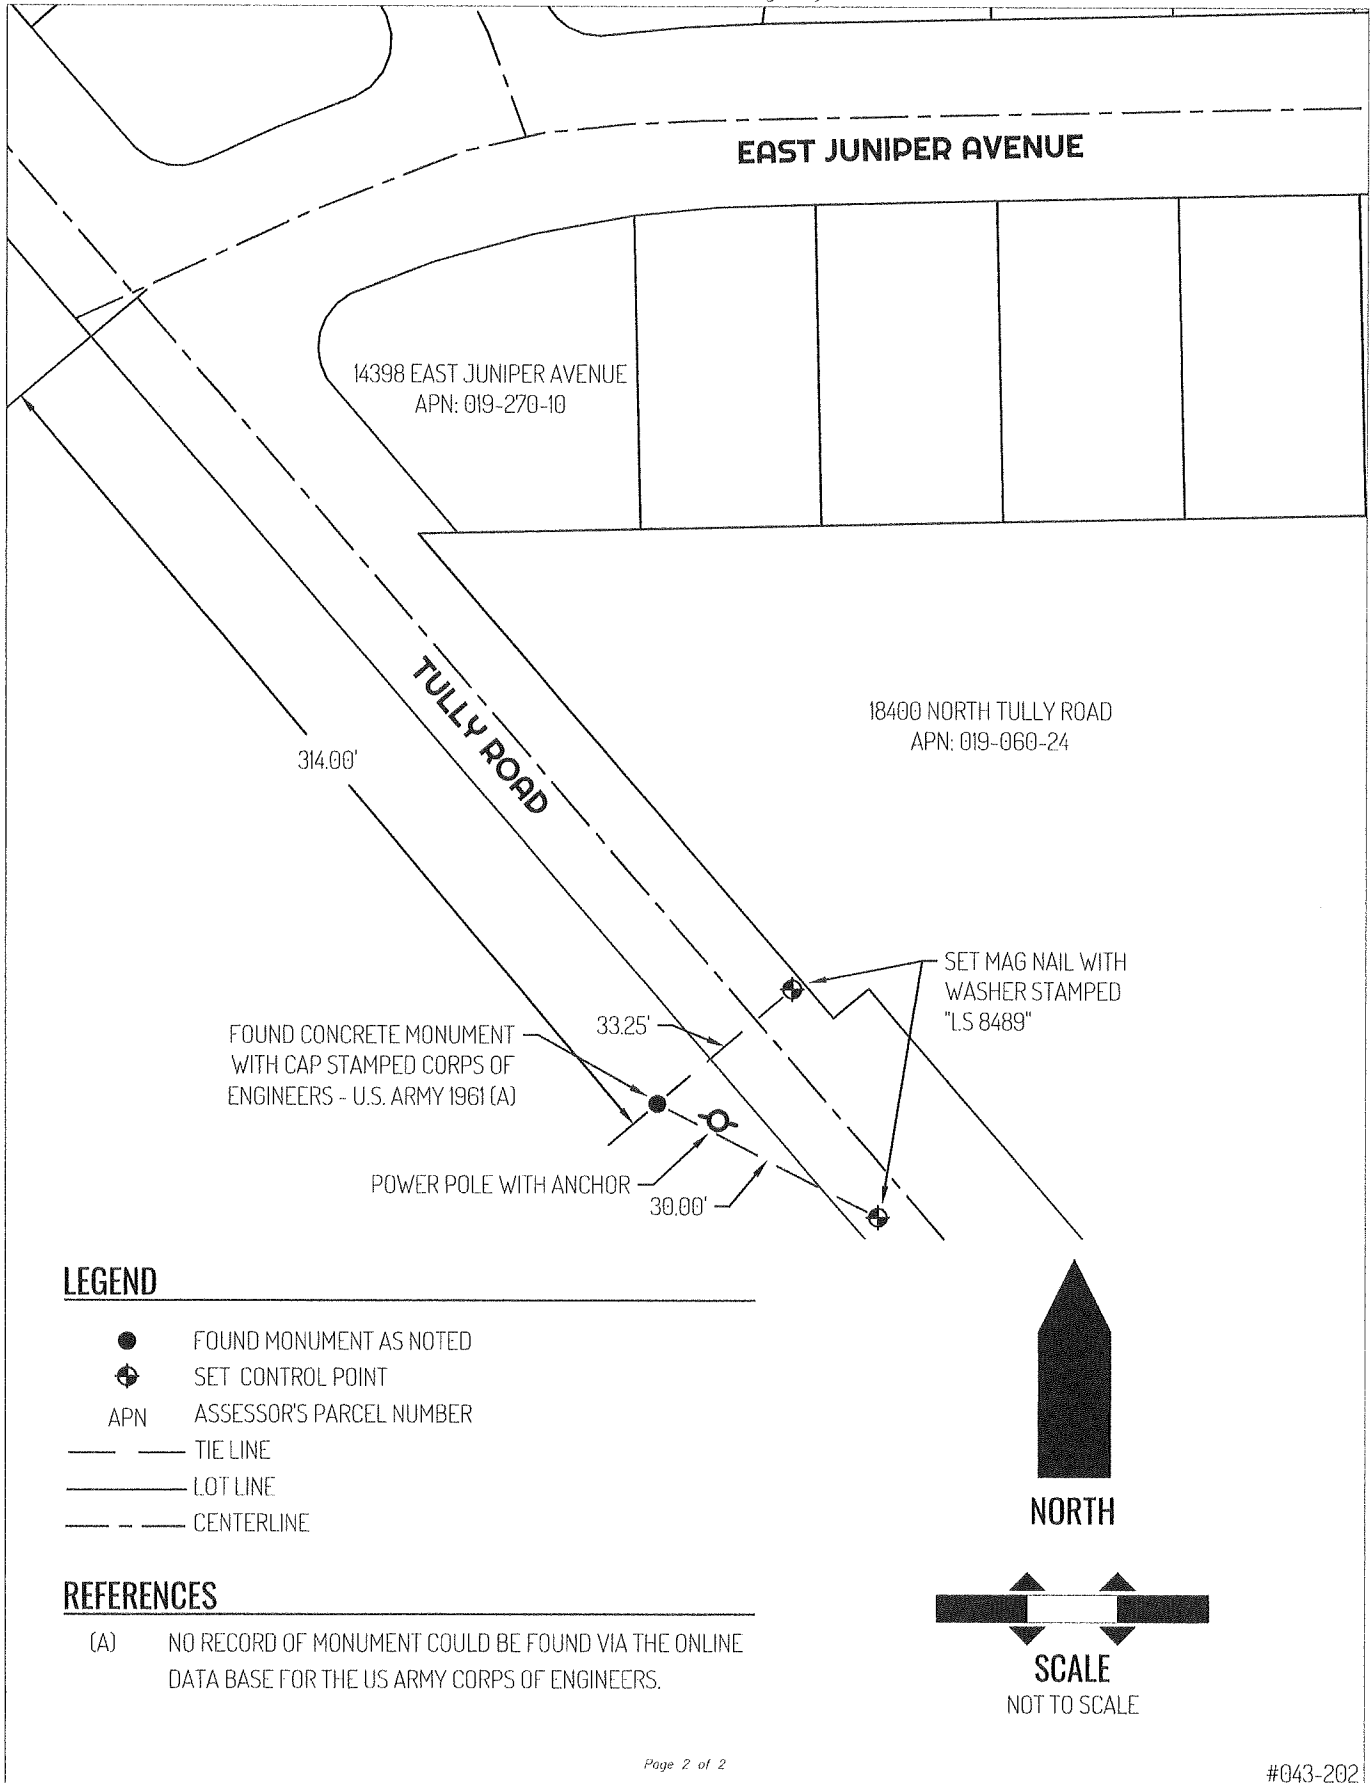 EAST JUNIPER AVENUE
14398 EAST JUNIPER AVENUE
APN: 019-270-10
TULLY ROAD
18400 NORTH TULLY ROAD
APN: 019-060-24
314.00'
SET MAG NAIL WITH
WASHER STAMPED
"LS 8489"
33.25'
FOUND CONCRETE MONUMENT
WITH CAP STAMPED CORPS OF
ENGINEERS - U.S. ARMY 1961 (A)
POWER POLE WITH ANCHOR
30.00'
LEGEND
FOUND MONUMENT AS NOTED
SET CONTROL POINT
APN ASSESSOR'S PARCEL NUMBER
TIE LINE
LOT LINE
CENTERLINE
NORTH
REFERENCES
(A) NO RECORD OF MONUMENT COULD BE FOUND VIA THE ONLINE
DATA BASE FOR THE US ARMY CORPS OF ENGINEERS.
SCALE
NOT TO SCALE
Page 2 of 2
#043-202